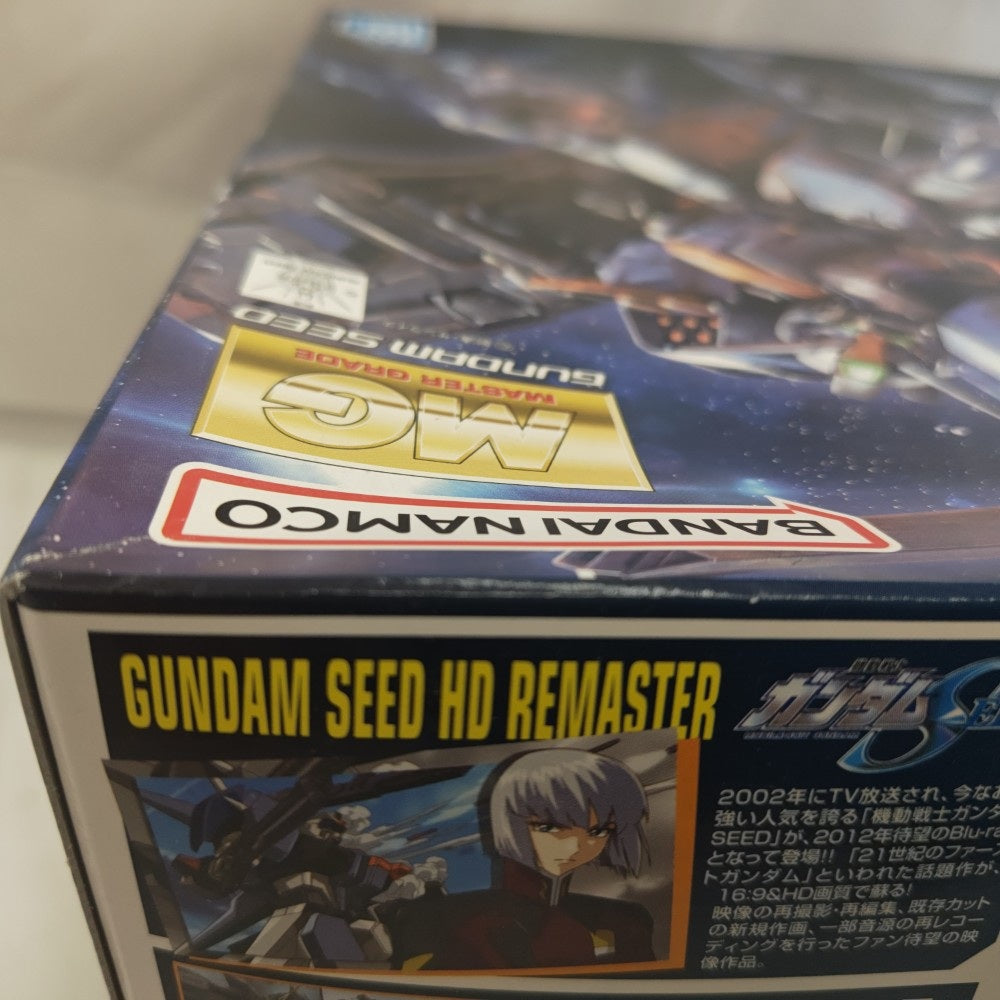 GUNDAM SEED
MASTER GRADE
MG
BANDAI NAMCO
GUNDAM SEED HD REMASTER
ガンダム SE
2002年にTV放送され、今なお
強い人気を誇る「機動戦士ガンダ
SEED」が、2012年待望のBlu-ra
となって登場!!「21世紀のファース
トガンダム」といわれた話題作が、
16:9&HD画質で蘇る!
映像の再撮影・再編集、既存カット
の新規作画、一部音源の再レコー
ディングを行ったファン待望の映
像作品。